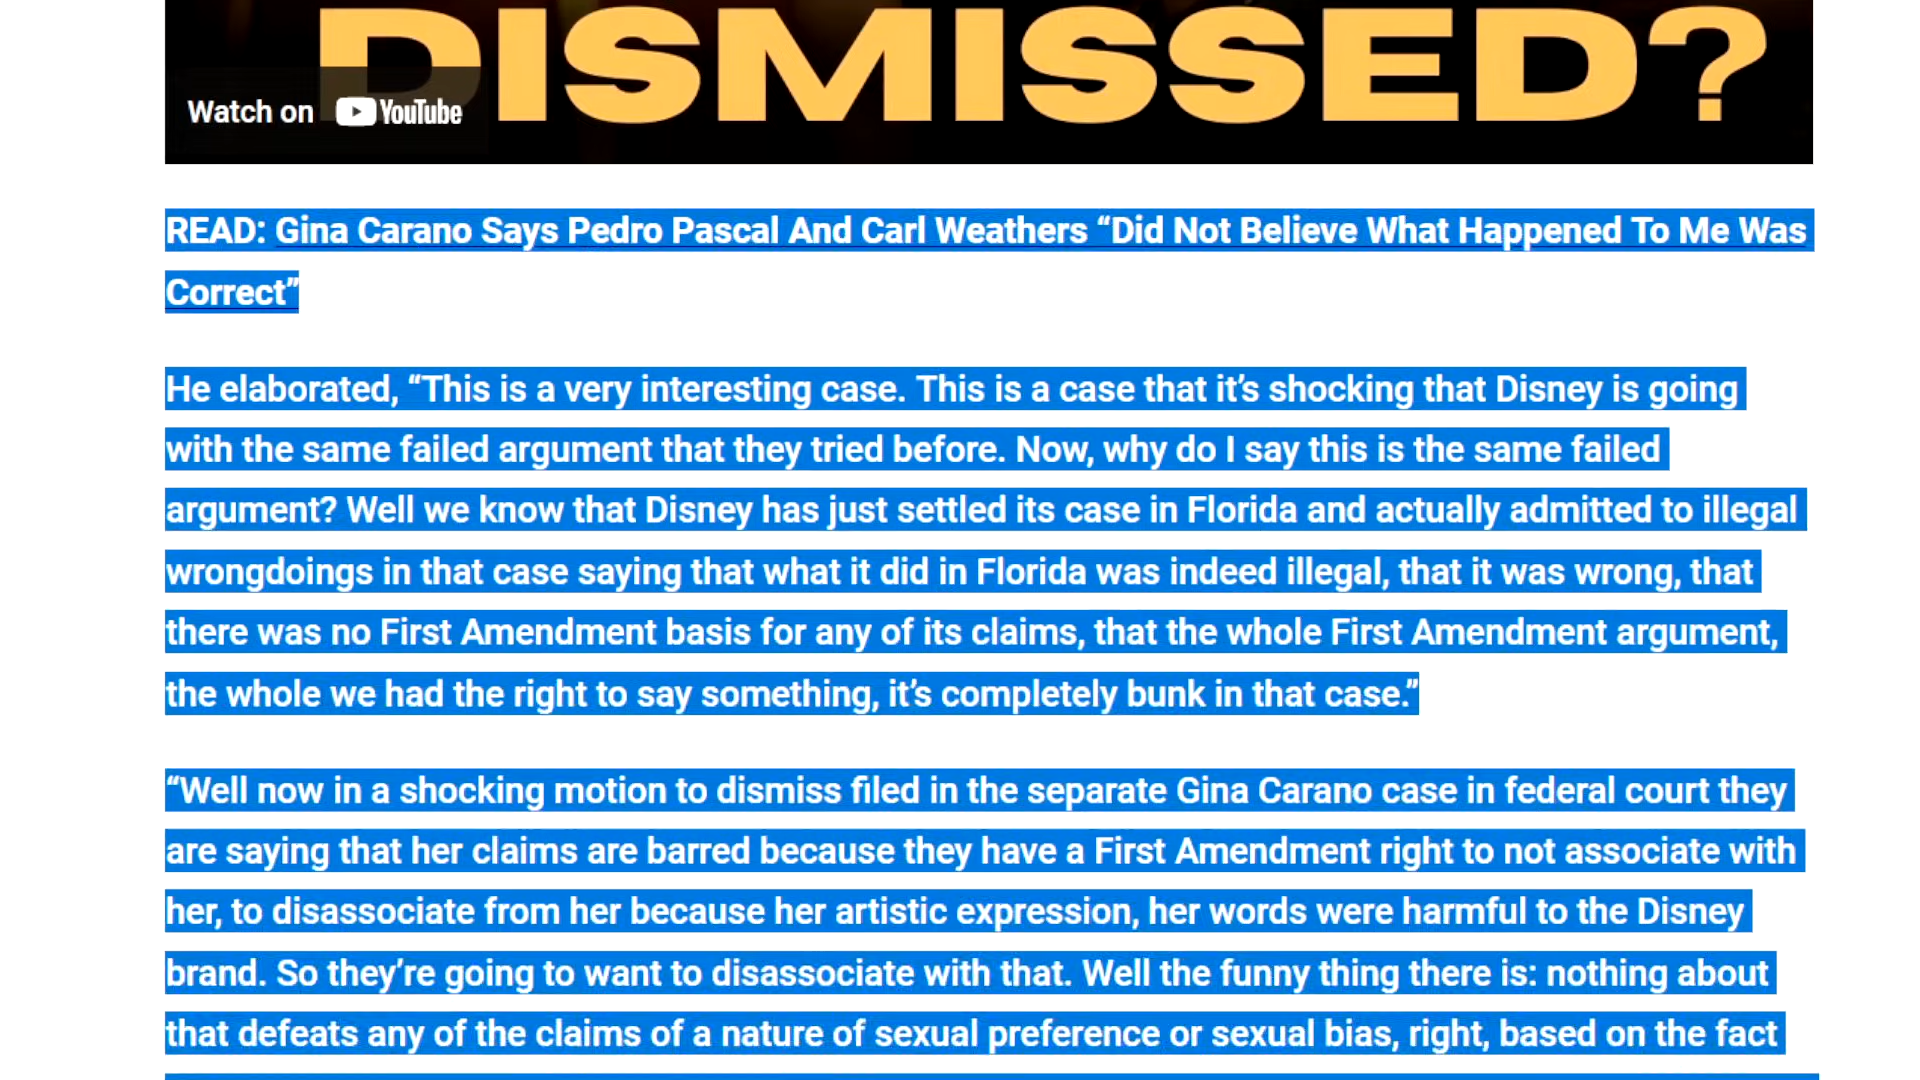 DISMISSED?
Watch on YouTube
READ: Gina Carano Says Pedro Pascal And Carl Weathers “Did Not Believe What Happened To Me Was
Correct”
He elaborated, “This is a very interesting case. This is a case that it’s shocking that Disney is going
with the same failed argument that they tried before. Now, why do I say this is the same failed
argument? Well we know that Disney has just settled its case in Florida and actually admitted to illegal
wrongdoings in that case saying that what it did in Florida was indeed illegal, that it was wrong, that
there was no First Amendment basis for any of its claims, that the whole First Amendment argument,
the whole we had the right to say something, it’s completely bunk in that case.”
“Well now in a shocking motion to dismiss filed in the separate Gina Carano case in federal court they
are saying that her claims are barred because they have a First Amendment right to not associate with
her, to disassociate from her because her artistic expression, her words were harmful to the Disney
brand. So they’re going to want to disassociate with that. Well the funny thing there is: nothing about
that defeats any of the claims of a nature of sexual preference or sexual bias, right, based on the fact